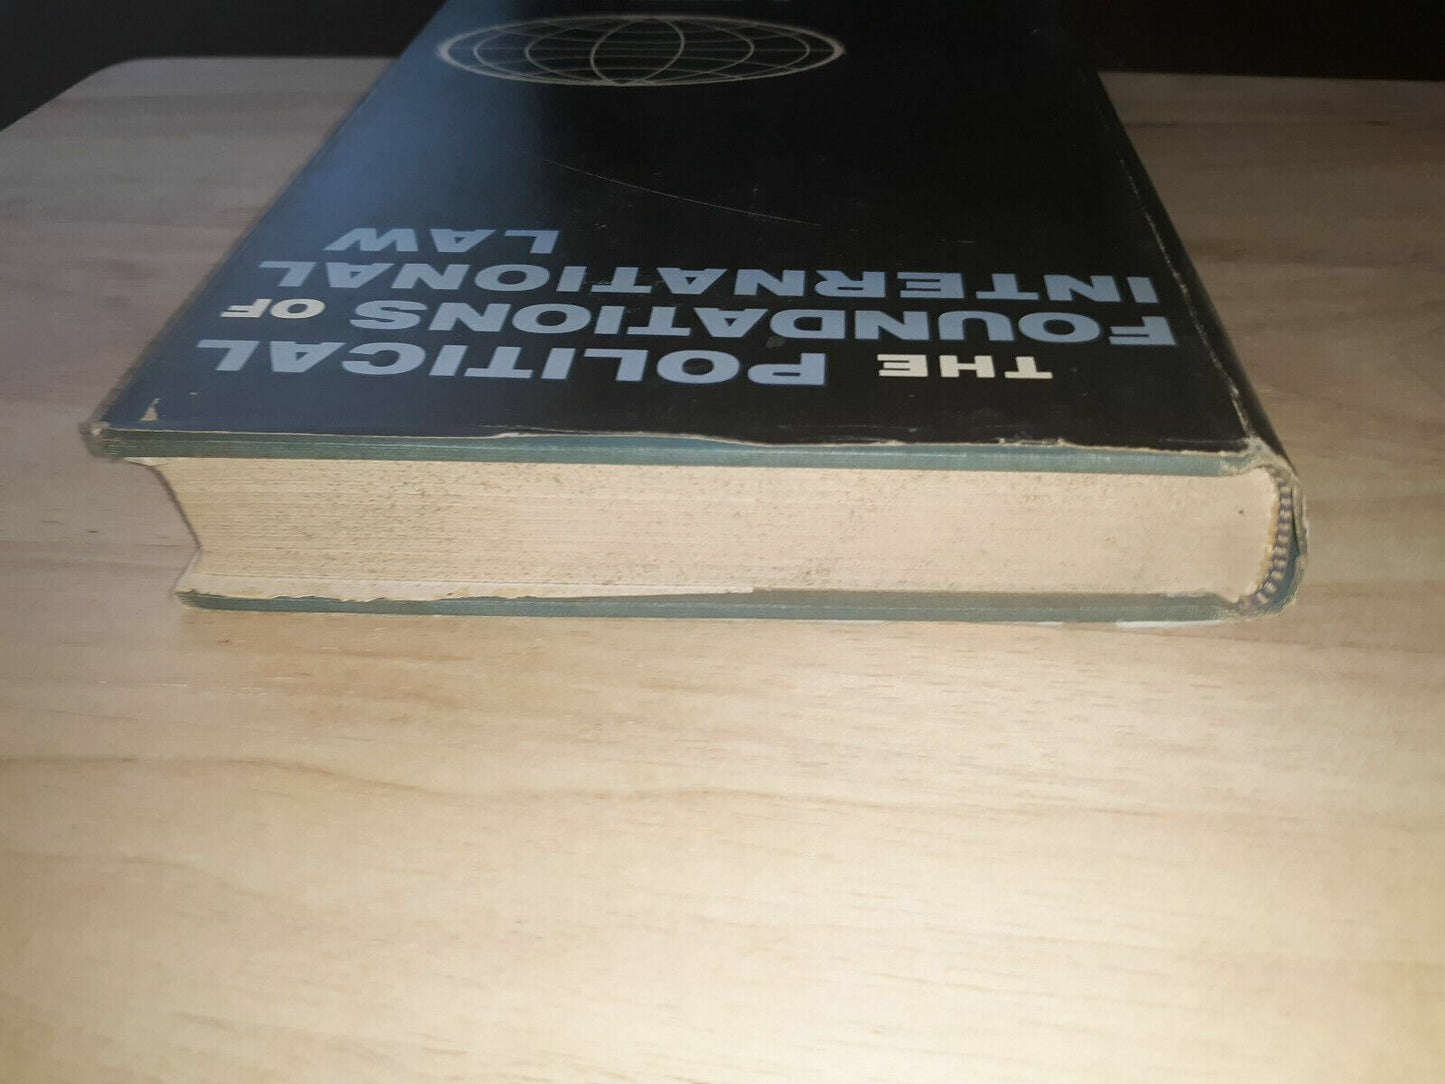 THE POLITICAL
FOUNDATIONS OF
INTERNATIONAL
LAW